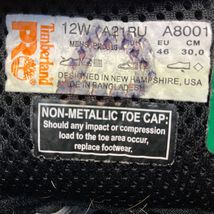 Timberland
PRO
12W A21RU A8001
MEN'S EU CM
46 30,0
DESIGNED IN NEW HAMPSHIRE, USA
MADE IN BANGLADESH
NON-METALLIC TOE CAP:
Should any impact or compression
load to the toe area occur,
replace footwear.